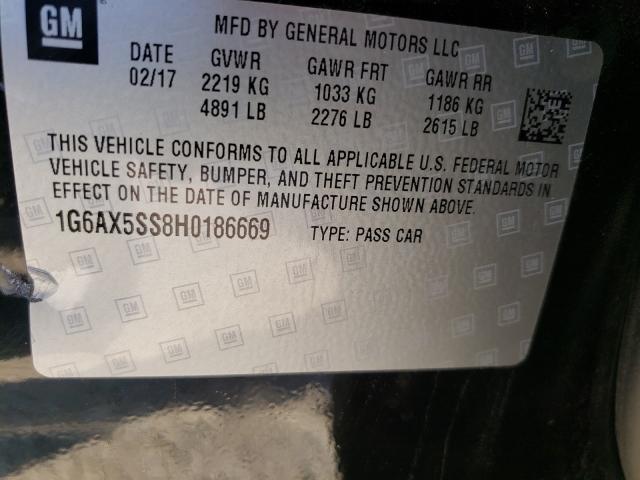 GM
MFD BY GENERAL MOTORS LLC
DATE GVWR GAWR FRT GAWR RR
02/17 2219 KG 1033 KG 1186 KG
4891 LB 2276 LB 2615 LB
THIS VEHICLE CONFORMS TO ALL APPLICABLE U.S. FEDERAL MOTOR
VEHICLE SAFETY, BUMPER, AND THEFT PREVENTION STANDARDS IN
EFFECT ON THE DATE OF MANUFACTURE SHOWN ABOVE.
1G6AX5SS8H0186669 TYPE: PASS CAR